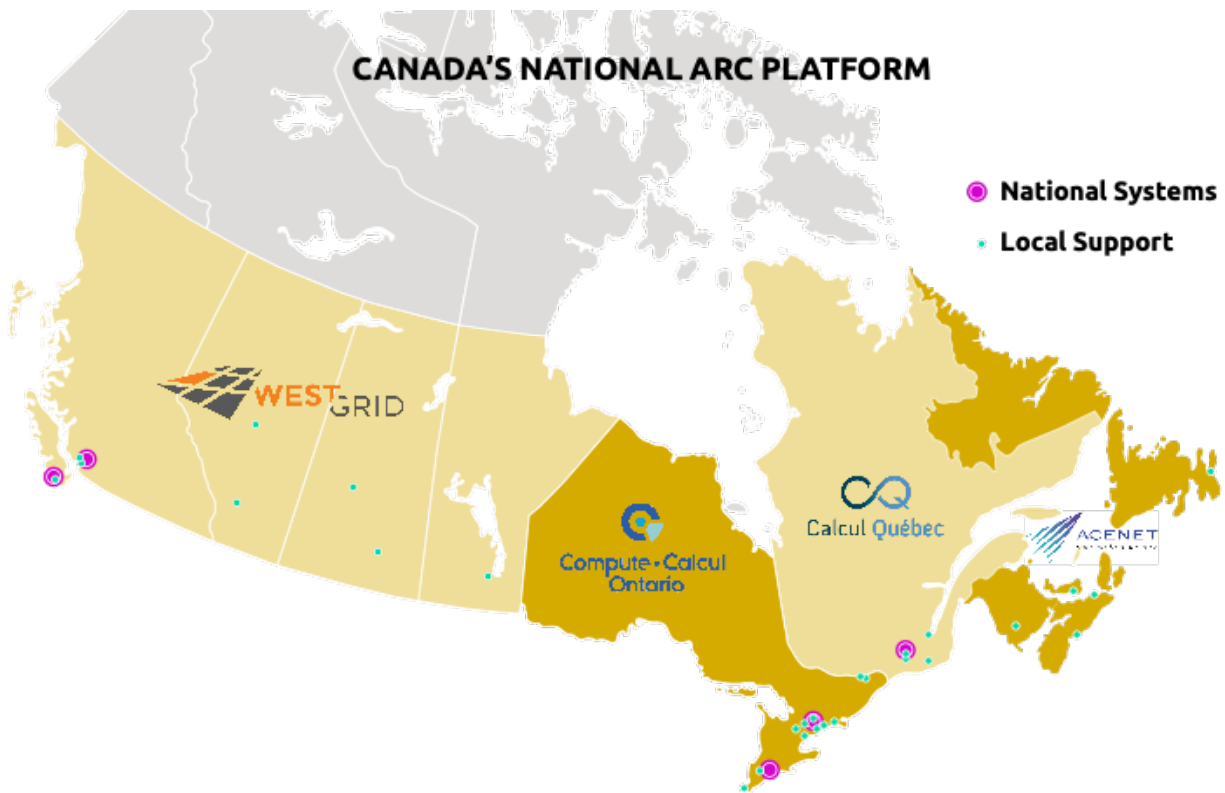 CANADA'S NATIONAL ARC PLATFORM
National Systems
Local Support
WESTGRID
Calcul Québec
ACENET
Compute • Calcul
Ontario